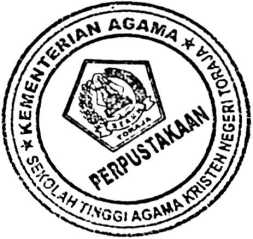 ★ KEMENTERIAN AGAMA ★
SEKOLAH TINGGI AGAMA KRISTEN NEGERI TORAJA
TORAJA
PERPUSTAKAAN